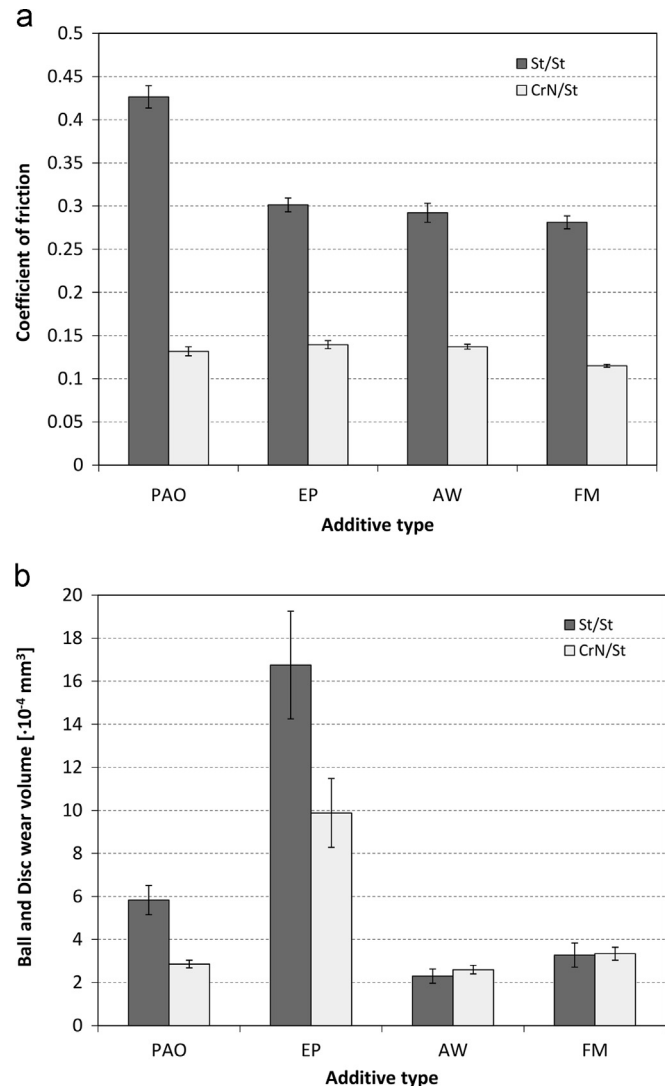 a
0.5
0.45
0.4
0.35
0.3
0.25
0.2
0.15
0.1
0.05
0
Coefficient of friction
St/St
CrN/St
PAO EP AW FM
Additive type
b
20
18
16
14
12
10
8
6
4
2
0
Ball and Disc wear volume [·10⁻⁴ mm³]
St/St
CrN/St
PAO EP AW FM
Additive type